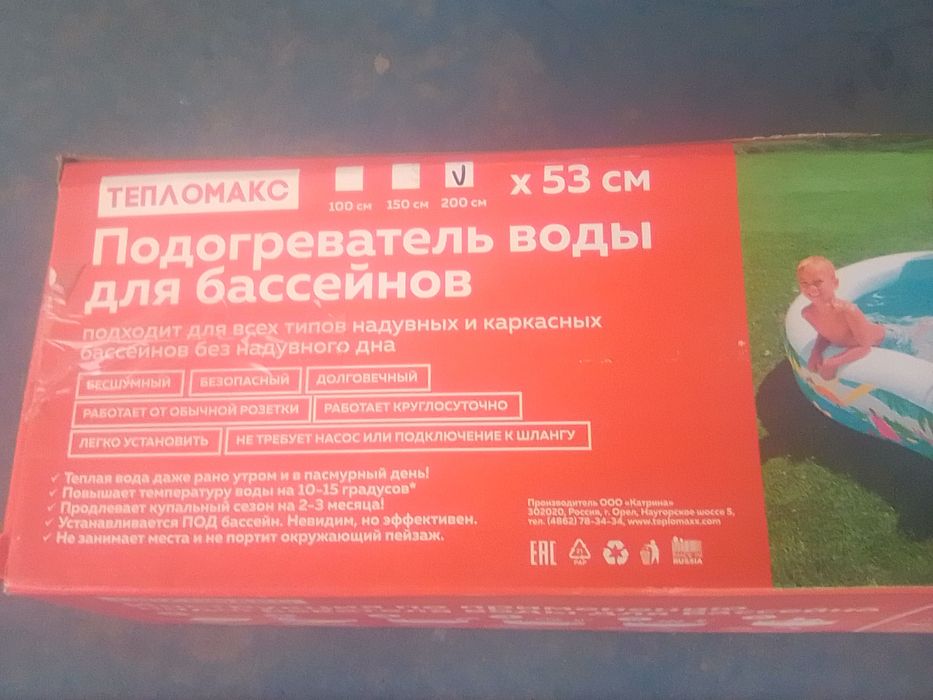 ТЕПЛОМАКС
100 см 150 см 200 см
х 53 см
Подогреватель воды
для бассейнов
подходит для всех типов надувных и каркасных
бассейнов без надувного дна
БЕСШУМНЫЙ БЕЗОПАСНЫЙ ДОЛГОВЕЧНЫЙ
РАБОТАЕТ ОТ ОБЫЧНОЙ РОЗЕТКИ РАБОТАЕТ КРУГЛОСУТОЧНО
ЛЕГКО УСТАНОВИТЬ НЕ ТРЕБУЕТ НАСОС ИЛИ ПОДКЛЮЧЕНИЕ К ШЛАНГУ
✓ Теплая вода даже рано утром и в пасмурный день!
✓ Повышает температуру воды на 10-15 градусов*
✓ Продлевает купальный сезон на 2-3 месяца!
✓ Устанавливается ПОД бассейн. Невидим, но эффективен.
✓ Не занимает места и не портит окружающий пейзаж.
Производитель ООО «Катрина»
302020, Россия, г. Орел, Наугорское шоссе 5,
тел. (4862) 78-34-34, www.teplomaxx.com
EAC
PAP
RUSSIA